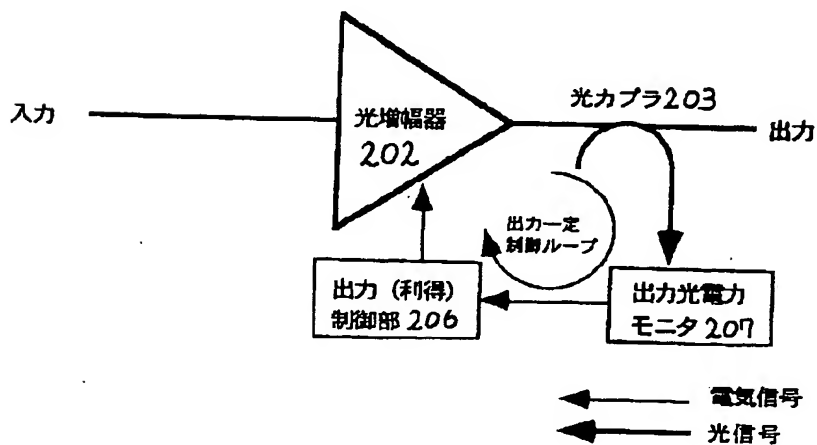 光カプラ203
入力
光増幅器
202
出力
出力一定
制御ループ
出力（利得）
制御部 206
出力光電力
モニタ 207
電気信号
光信号